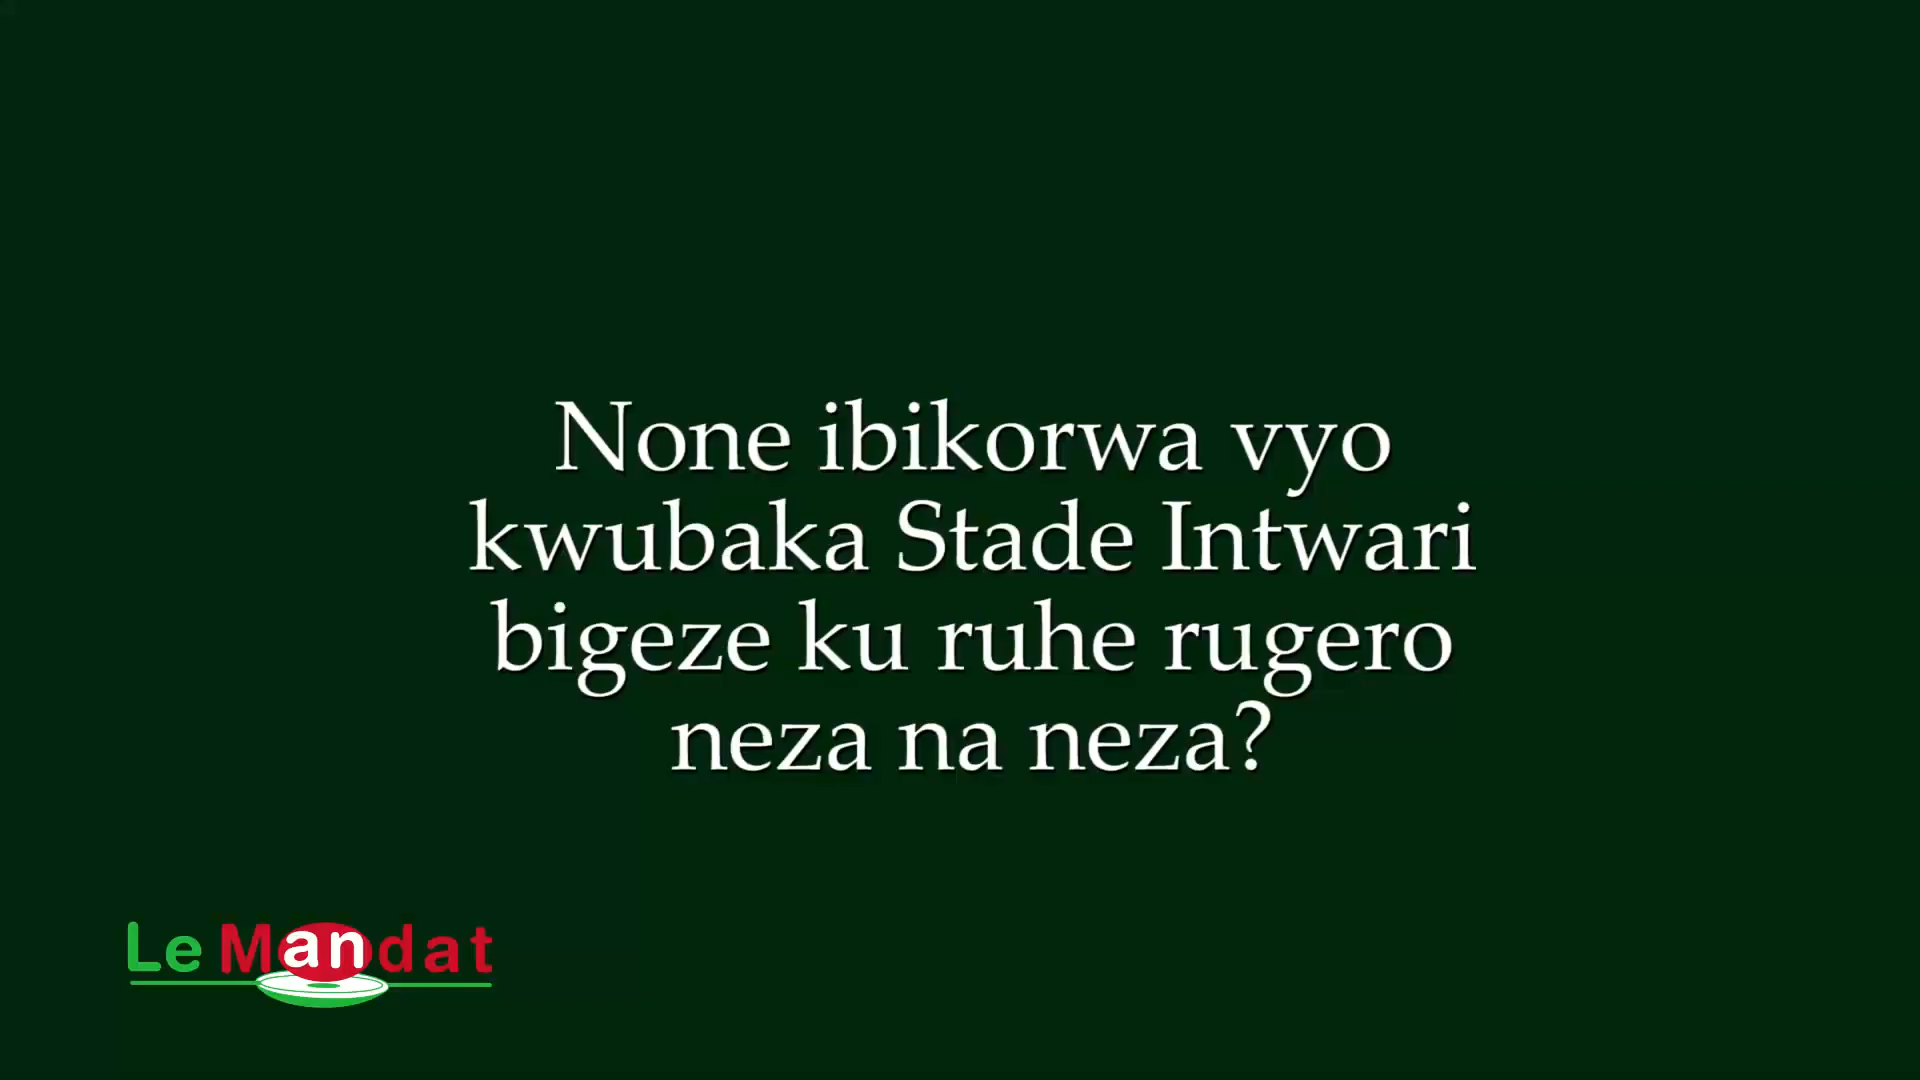 None ibikorwa vyo
kwubaka Stade Intwari
bigeze ku ruhe rugero
neza na neza?
Le Mandat